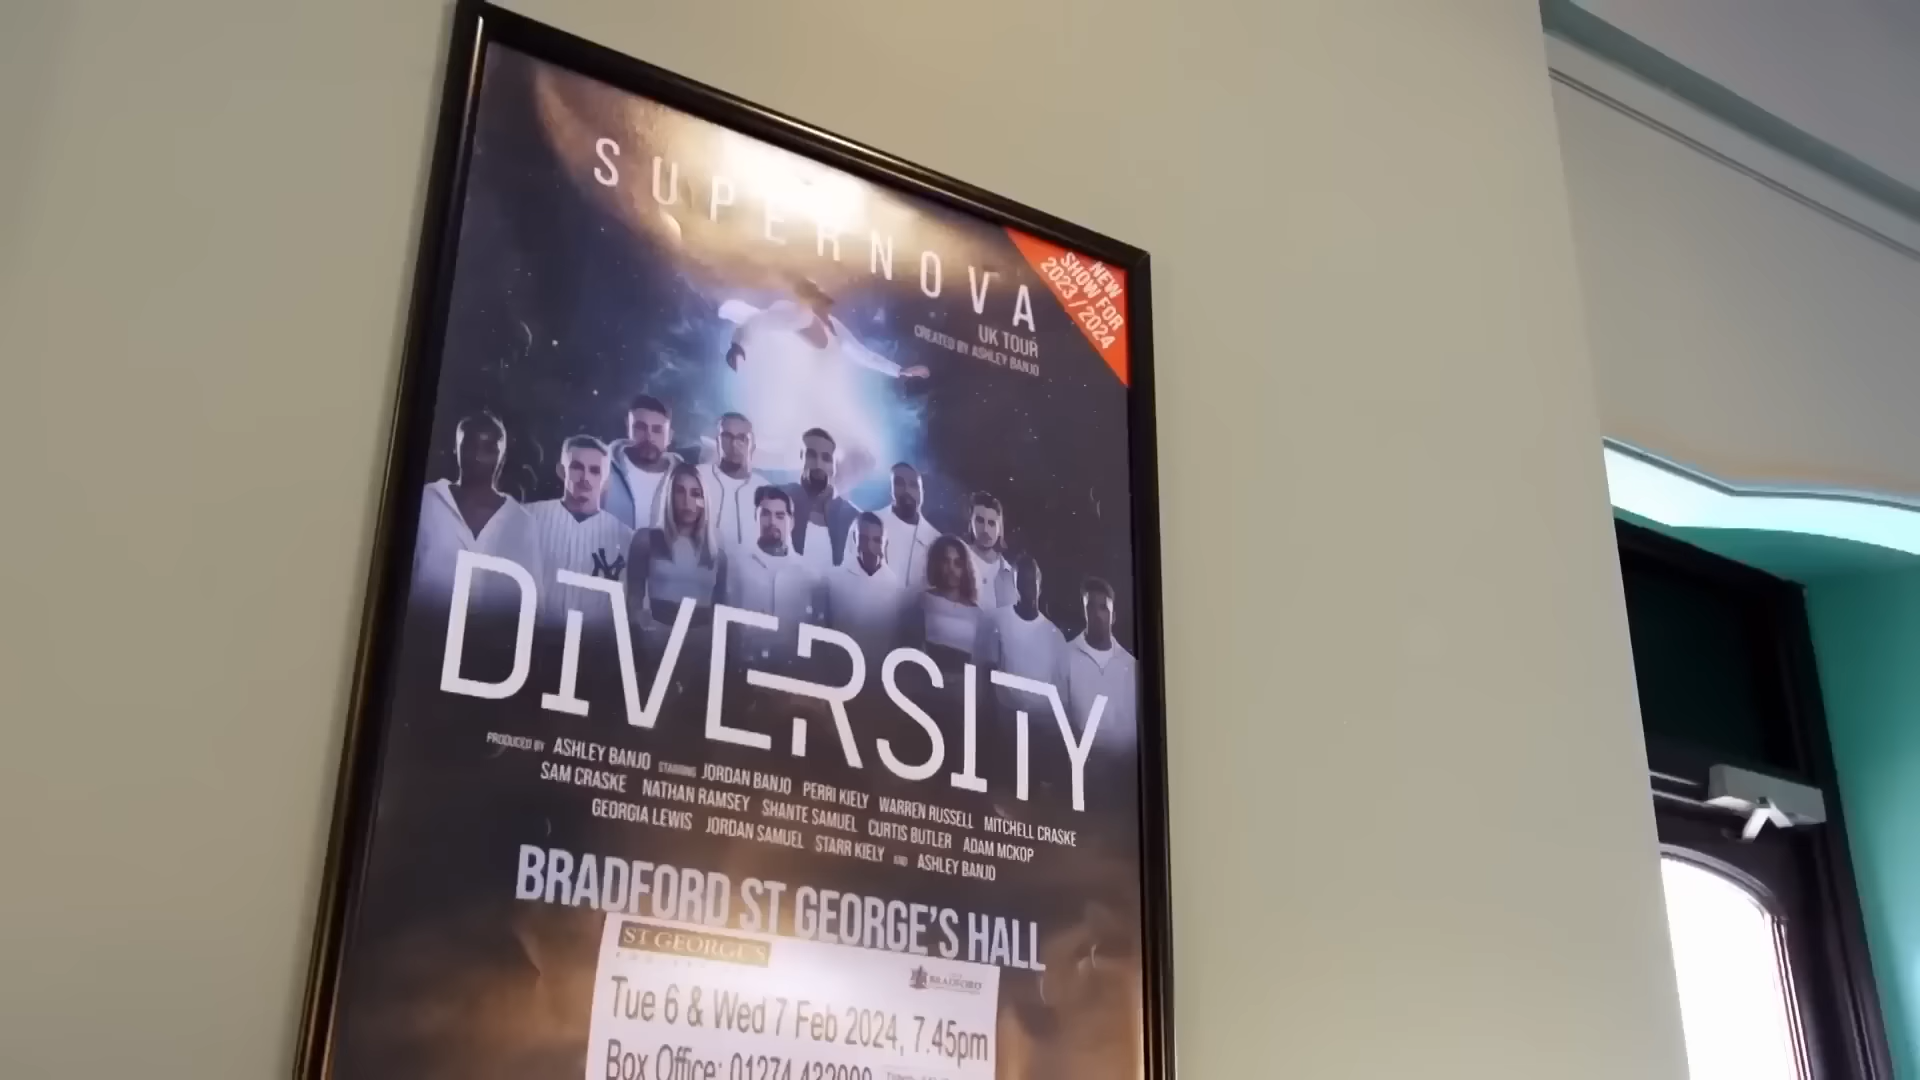 SUPERNOVA
UK TOUR
CREATED BY ASHLEY BANJO
NEW
SHOW FOR
2023 / 2024
NY
DIVERSITY
PRODUCED BY ASHLEY BANJO STARRING JORDAN BANJO PERRI KIELY WARREN RUSSELL MITCHELL CRASKE
SAM CRASKE NATHAN RAMSEY SHANTE SAMUEL CURTIS BUTLER ADAM MCKOP
GEORGIA LEWIS JORDAN SAMUEL STARR KIELY AND ASHLEY BANJO
BRADFORD ST GEORGE'S HALL
ST GEORGE'S
BRADFORD
Tue 6 & Wed 7 Feb 2024, 7.45pm
Box Office: 01274 432000